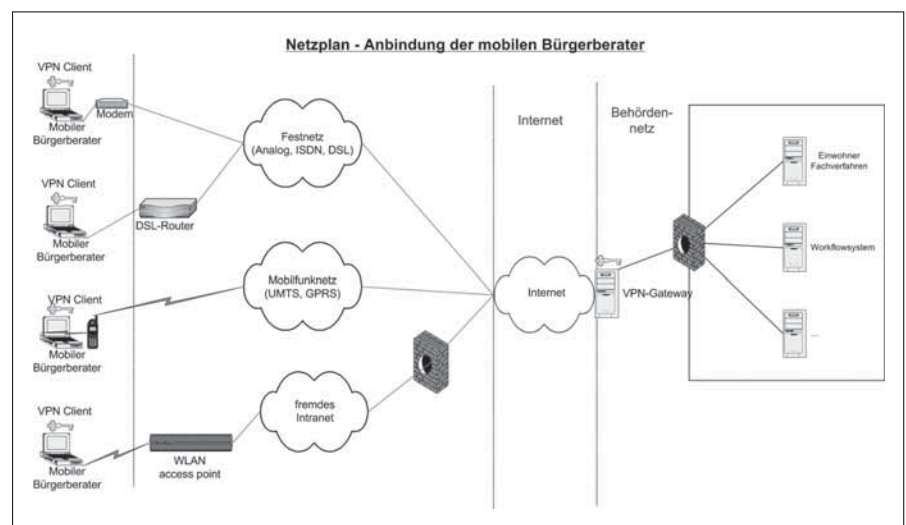 Netzplan - Anbindung der mobilen Bürgerberater
VPN Client
Modem
Mobiler
Bürgerberater
VPN Client
DSL-Router
Mobiler
Bürgerberater
VPN Client
Mobiler
Bürgerberater
VPN Client
Mobiler
Bürgerberater
WLAN
access point
Festnetz
(Analog, ISDN, DSL)
Mobilfunknetz
(UMTS, GPRS)
fremdes
Intranet
Internet
Internet
Behörden-
netz
VPN-Gateway
Einwohner
Fachverfahren
Workflowsystem
...